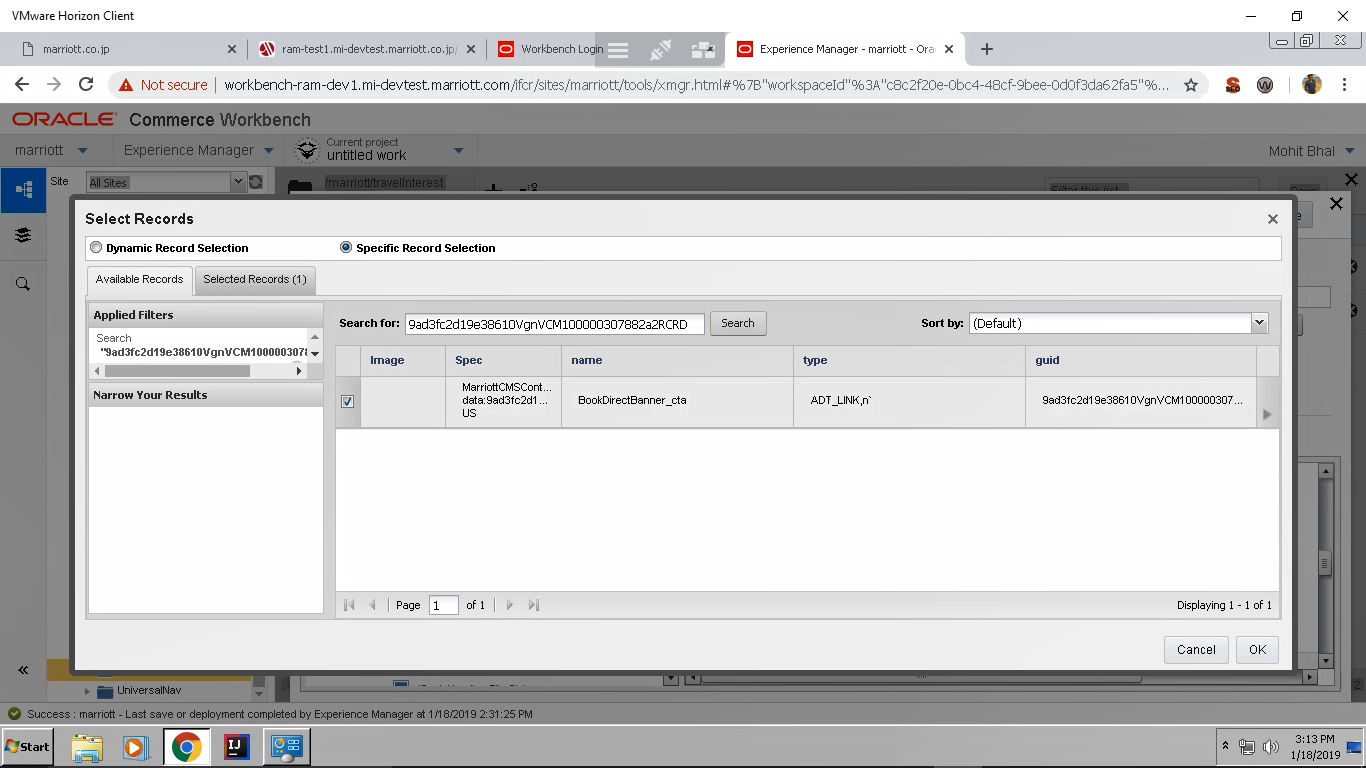 VMware Horizon Client
marriott.co.jp
ram-test1.mi-devtest.marriott.co.jp/
Workbench Login
Experience Manager - marriott - Ora
Not secure
workbench-ram-dev1.mi-devtest.marriott.com/ifcr/sites/marriott/tools/xmgr.html#%7B"workspaceId"%3A"c8c2f20e-0bc4-48cf-9bee-0d0f3da62fa5"%...
ORACLE Commerce Workbench
marriott
Experience Manager
Current project
untitled work
Mohit Bhal
Site
All Sites
/marriott/travelInterest
Filter this list
Select Records
Dynamic Record Selection
Specific Record Selection
Available Records
Selected Records (1)
Applied Filters
Search
"9ad3fc2d19e38610VgnVCM1000003078
Narrow Your Results
Search for:
9ad3fc2d19e38610VgnVCM100000307882a2RCRD
Search
Sort by:
(Default)
Image
Spec
name
type
guid
MarriottCMSCont...
data:9ad3fc2d1...
US
BookDirectBanner_cta
ADT_LINK,n`
9ad3fc2d19e38610VgnVCM100000307...
Page
1
of 1
Displaying 1 - 1 of 1
Cancel
OK
UniversalNav
2
Success : marriott - Last save or deployment completed by Experience Manager at 1/18/2019 2:31:25 PM
Start
IJ
3:13 PM
1/18/2019